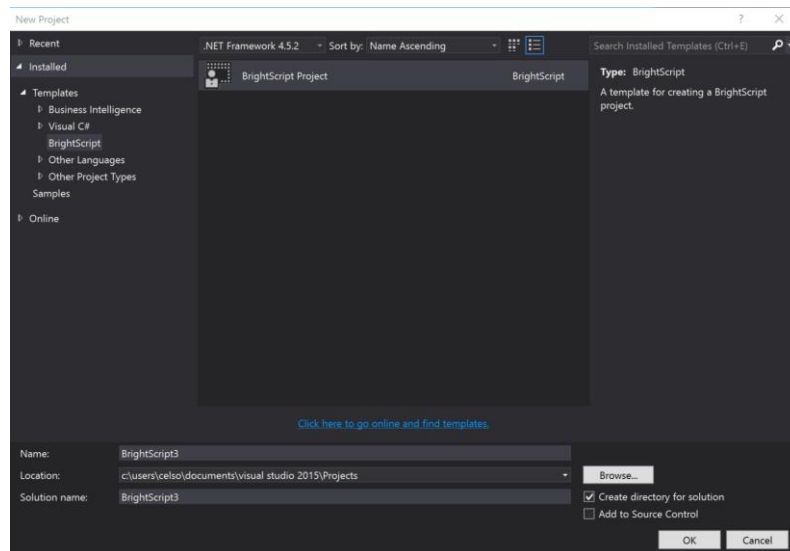 New Project
Recent
.NET Framework 4.5.2
Sort by: Name Ascending
Search Installed Templates (Ctrl+E)
Installed
BrightScript Project
BrightScript
Type: BrightScript
A template for creating a BrightScript
project.
Templates
Business Intelligence
Visual C#
BrightScript
Other Languages
Other Project Types
Samples
Online
Click here to go online and find templates.
Name:
BrightScript3
Location:
c:\users\celso\documents\visual studio 2015\Projects
Browse...
Solution name:
BrightScript3
Create directory for solution
Add to Source Control
OK
Cancel